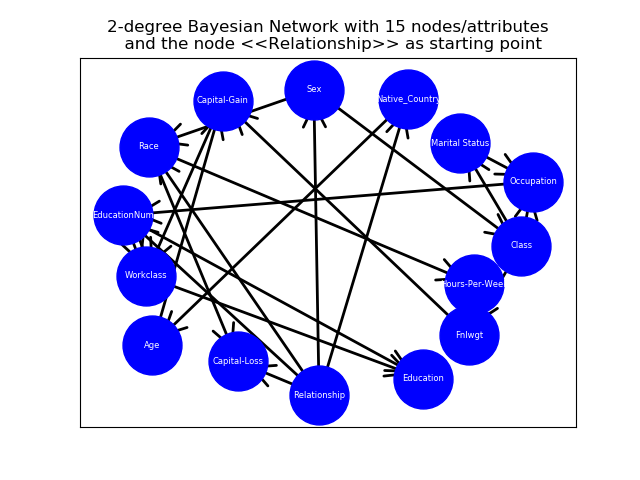 2-degree Bayesian Network with 15 nodes/attributes
and the node <<Relationship>> as starting point
Sex
Capital-Gain
Native_Country
Race
Marital Status
Occupation
EducationNum
Class
Workclass
Hours-Per-Week
Fnlwgt
Age
Capital-Loss
Education
Relationship